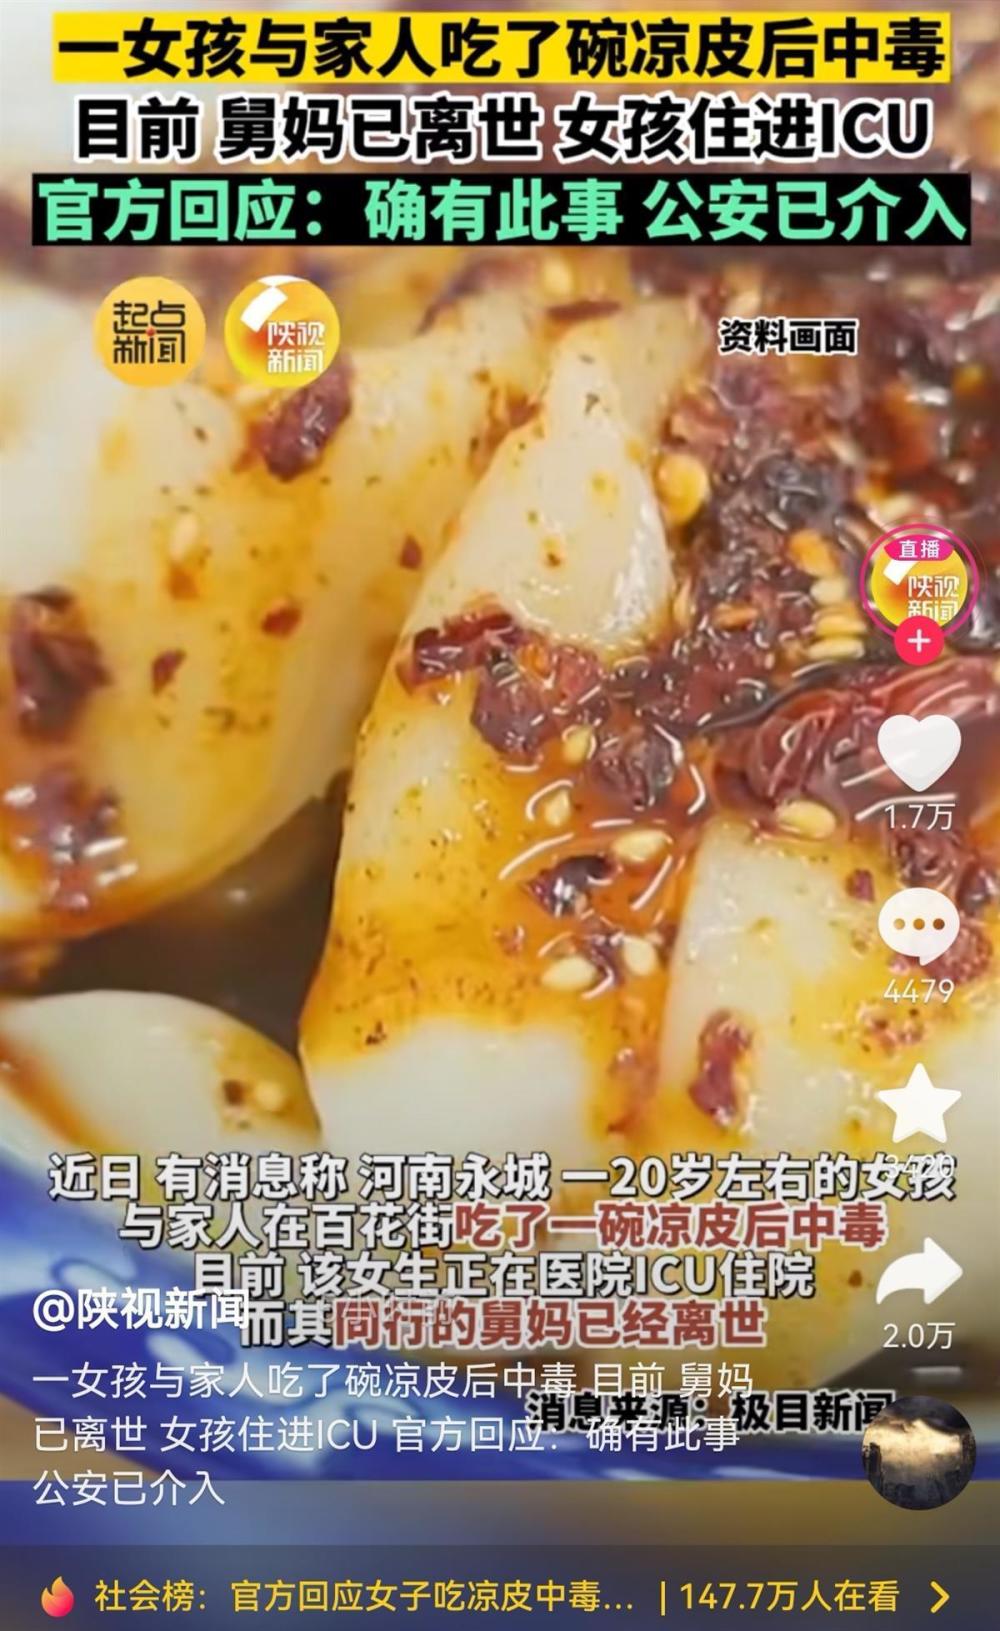 一女孩与家人吃了碗凉皮后中毒
目前 舅妈已离世 女孩住进ICU
官方回应：确有此事 公安已介入
起点
新闻
陕视
新闻
资料画面
直播
陕视
新闻
1.7万
4479
3420
近日 有消息称 河南永城 一20岁左右的女孩
与家人在百花街吃了一碗凉皮后中毒
目前 该女生正在医院ICU住院
而其同行的舅妈已经离世
2.0万
@陕视新闻
一女孩与家人吃了碗凉皮后中毒 目前 舅妈
已离世 女孩住进ICU 官方回应：确有此事
公安已介入
消息来源：极目新闻
社会榜：官方回应女子吃凉皮中毒... | 147.7万人在看